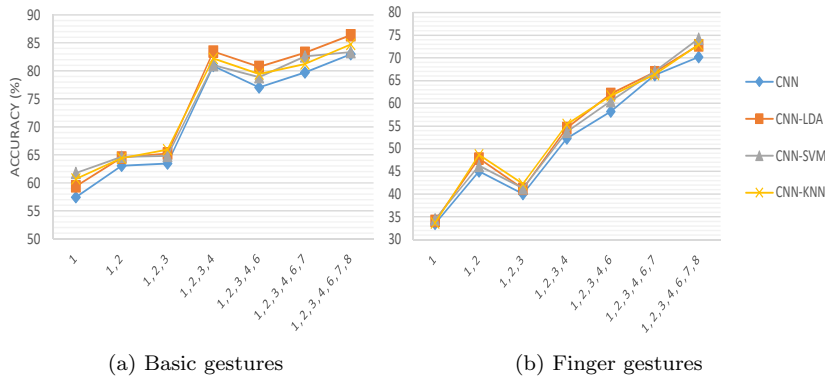 90
85
80
75
70
65
60
55
50
ACCURACY (%)
1
1, 2
1, 2, 3
1, 2, 3, 4
1, 2, 3, 4, 6
1, 2, 3, 4, 6, 7
1, 2, 3, 4, 6, 7, 8
(a) Basic gestures
80
75
70
65
60
55
50
45
40
35
30
1
1, 2
1, 2, 3
1, 2, 3, 4
1, 2, 3, 4, 6
1, 2, 3, 4, 6, 7
1, 2, 3, 4, 6, 7, 8
(b) Finger gestures
CNN
CNN-LDA
CNN-SVM
CNN-KNN